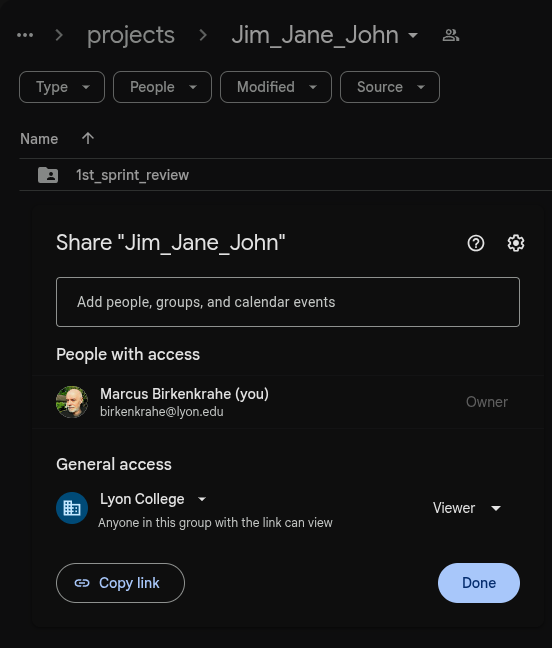 ... > projects > Jim_Jane_John
Type People Modified Source
Name
1st_sprint_review
Share "Jim_Jane_John"
Add people, groups, and calendar events
People with access
Marcus Birkenkrahe (you)
birkenkrahe@lyon.edu
Owner
General access
Lyon College
Anyone in this group with the link can view
Viewer
Copy link
Done